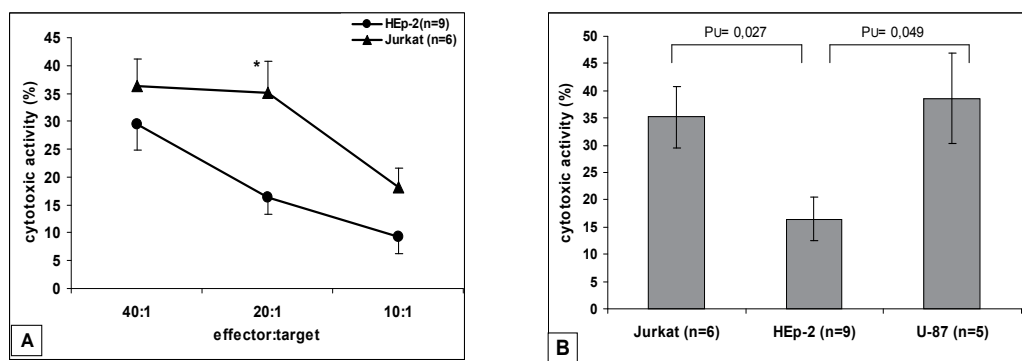 HEp-2(n=9)
Jurkat (n=6)
cytotoxic activity (%)
45
40
35
30
25
20
15
10
5
0
*
40:1
20:1
10:1
effector:target
A
PU= 0,027
PU= 0,049
cytotoxic activity (%)
50
45
40
35
30
25
20
15
10
5
0
Jurkat (n=6)
HEp-2 (n=9)
U-87 (n=5)
B